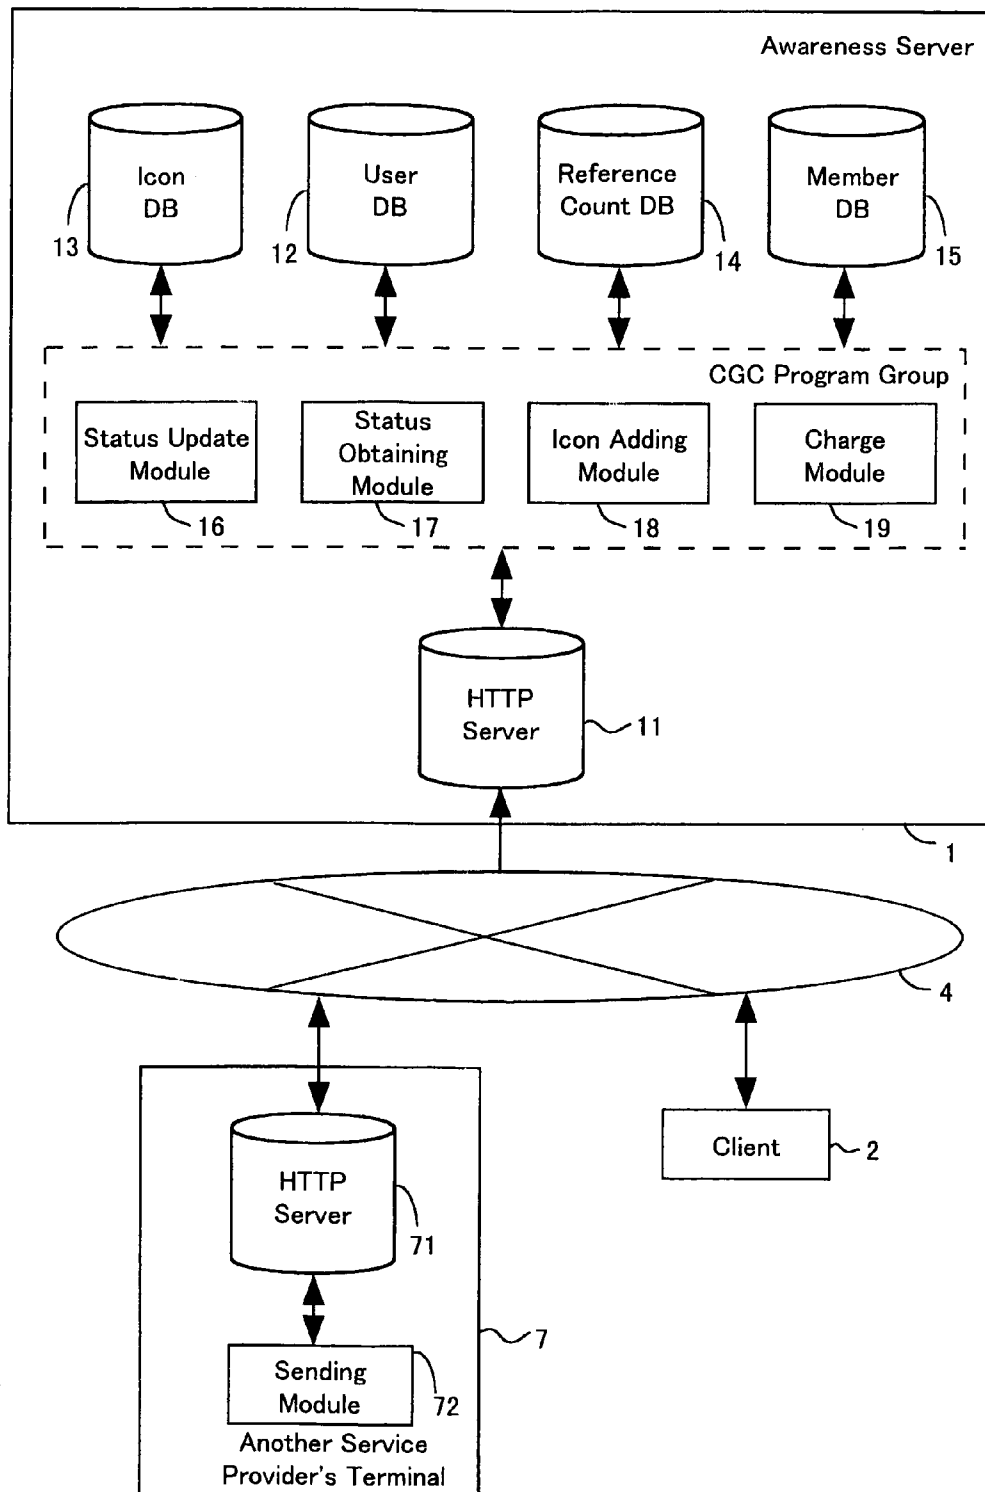 Awareness Server
Icon
DB
User
DB
Reference
Count DB
Member
DB
13
12
14
15
CGC Program Group
Status Update
Module
Status
Obtaining
Module
Icon Adding
Module
Charge
Module
16
17
18
19
HTTP
Server
11
1
4
HTTP
Server
71
Client
2
7
Sending
Module
72
Another Service
Provider's Terminal